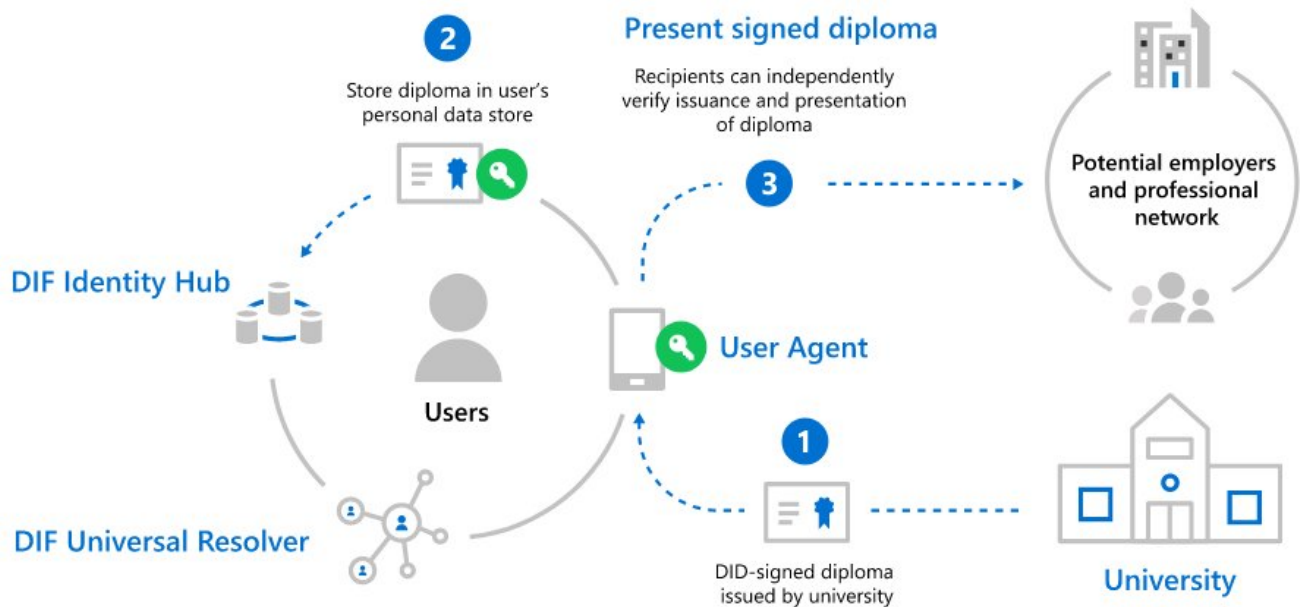 2
Store diploma in user's
personal data store
Present signed diploma
Recipients can independently
verify issuance and presentation
of diploma
3
Potential employers
and professional
network
DIF Identity Hub
Users
User Agent
1
DID-signed diploma
issued by university
DIF Universal Resolver
University